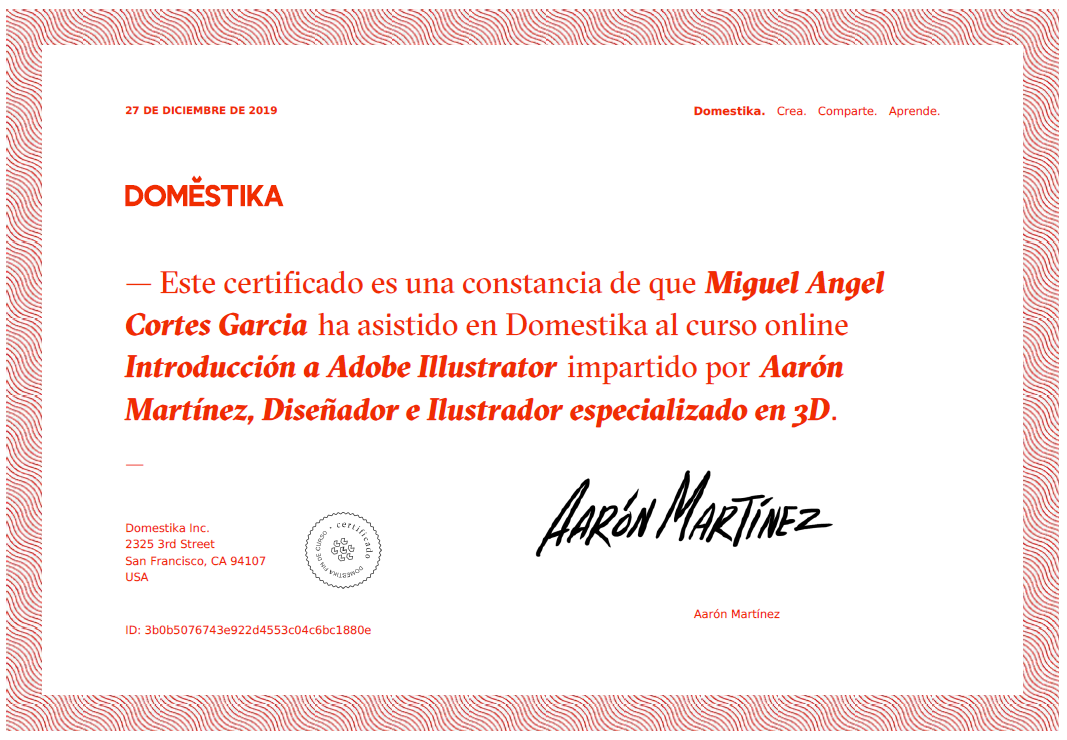 27 DE DICIEMBRE DE 2019
Domestika. Crea. Comparte. Aprende.
DOMĔSTIKA
— Este certificado es una constancia de que Miguel Angel
Cortes Garcia ha asistido en Domestika al curso online
Introducción a Adobe Illustrator impartido por Aarón
Martínez, Diseñador e Ilustrador especializado en 3D.
—
Domestika Inc.
2325 3rd Street
San Francisco, CA 94107
USA
certificado
DOMESTIKA FIN DE CURSO
AARÓN MARTÍNEZ
Aarón Martínez
ID: 3b0b5076743e922d4553c04c6bc1880e